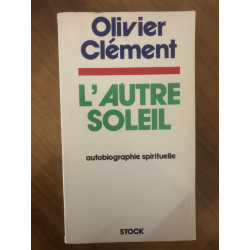 Olivier
Clément
L'AUTRE
SOLEIL
autobiographie spirituelle
STOCK